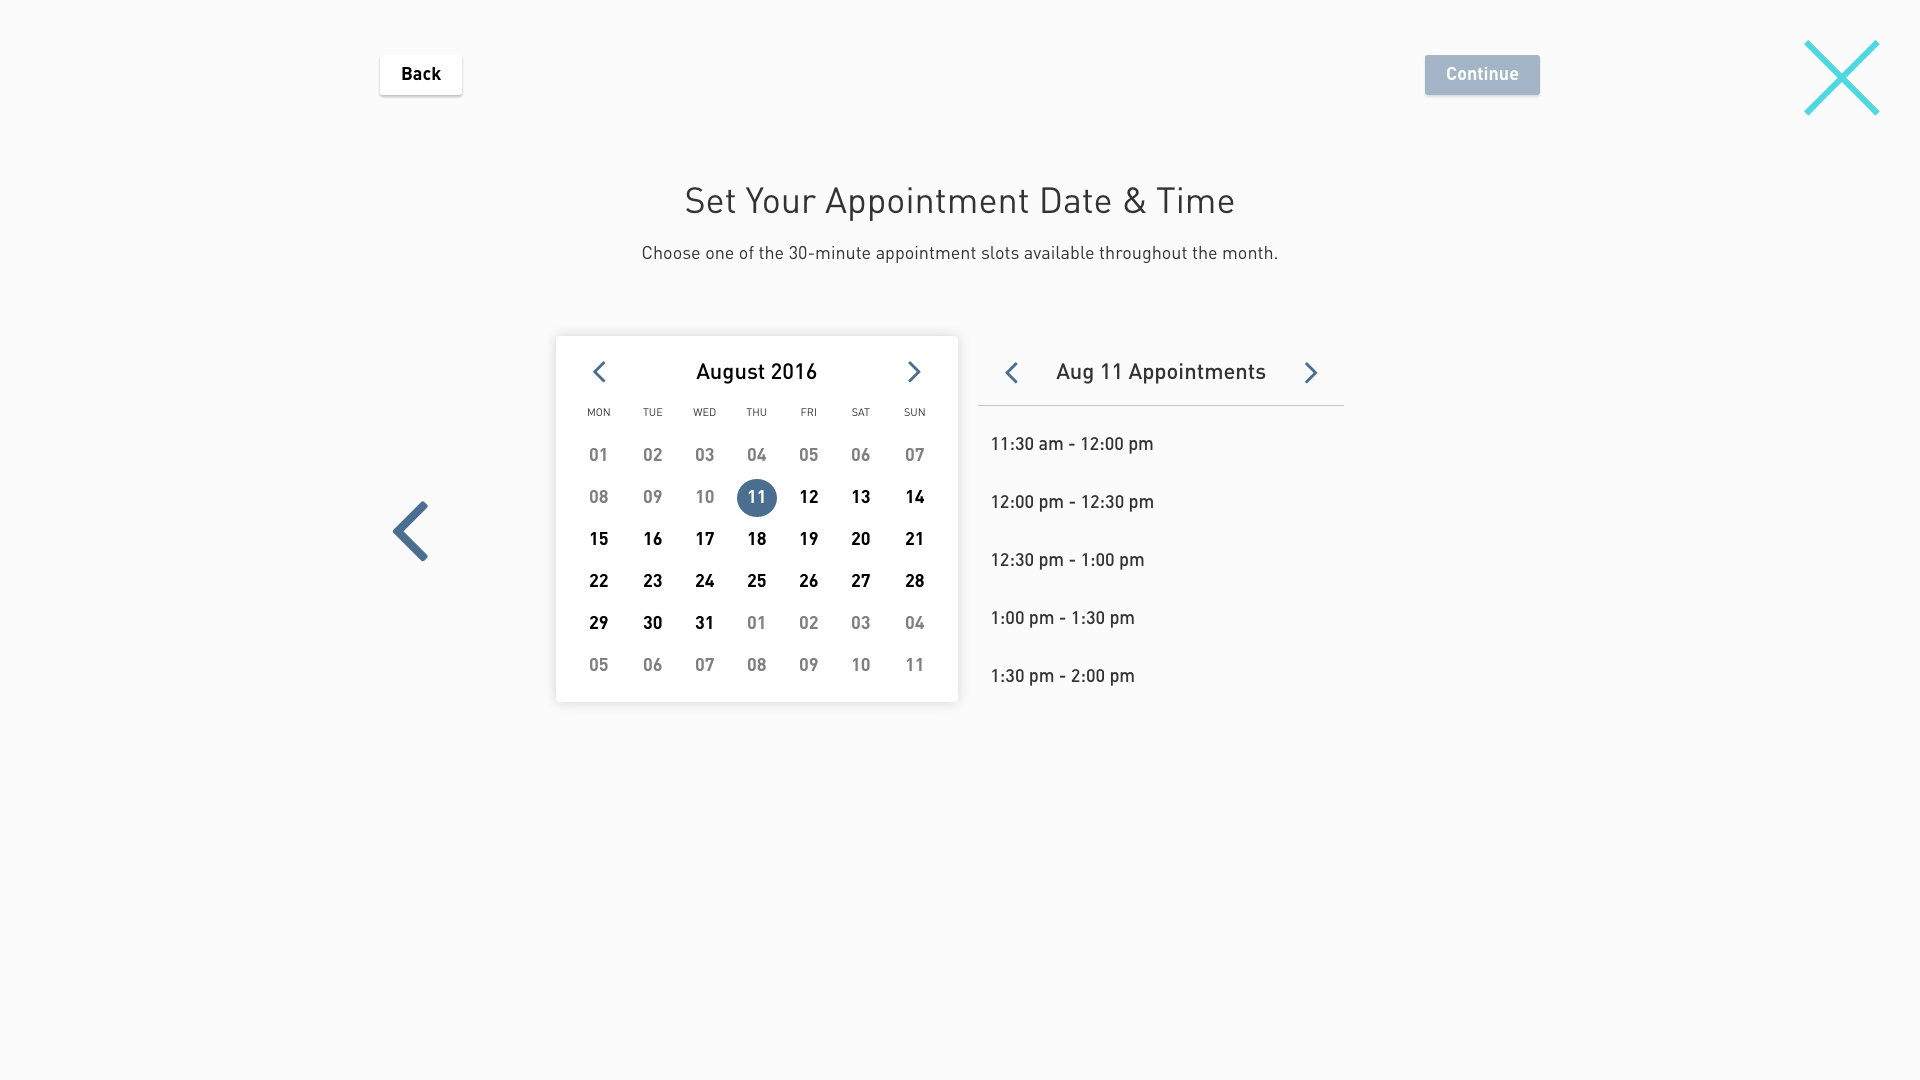 Back
Continue
Set Your Appointment Date & Time
Choose one of the 30-minute appointment slots available throughout the month.
August 2016
MON TUE WED THU FRI SAT SUN
01 02 03 04 05 06 07
08 09 10 11 12 13 14
15 16 17 18 19 20 21
22 23 24 25 26 27 28
29 30 31 01 02 03 04
05 06 07 08 09 10 11
Aug 11 Appointments
11:30 am - 12:00 pm
12:00 pm - 12:30 pm
12:30 pm - 1:00 pm
1:00 pm - 1:30 pm
1:30 pm - 2:00 pm